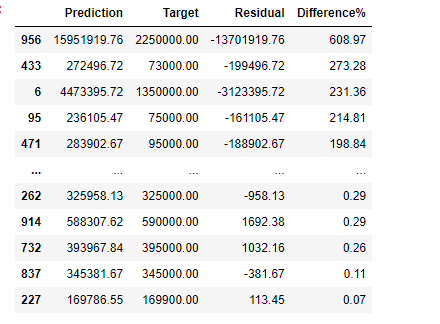 Prediction Target Residual Difference%
956 15951919.76 2250000.00 -13701919.76 608.97
433 272496.72 73000.00 -199496.72 273.28
6 4473395.72 1350000.00 -3123395.72 231.36
95 236105.47 75000.00 -161105.47 214.81
471 283902.67 95000.00 -188902.67 198.84
... ... ... ... ...
262 325958.13 325000.00 -958.13 0.29
914 588307.62 590000.00 1692.38 0.29
732 393967.84 395000.00 1032.16 0.26
837 345381.67 345000.00 -381.67 0.11
227 169786.55 169900.00 113.45 0.07